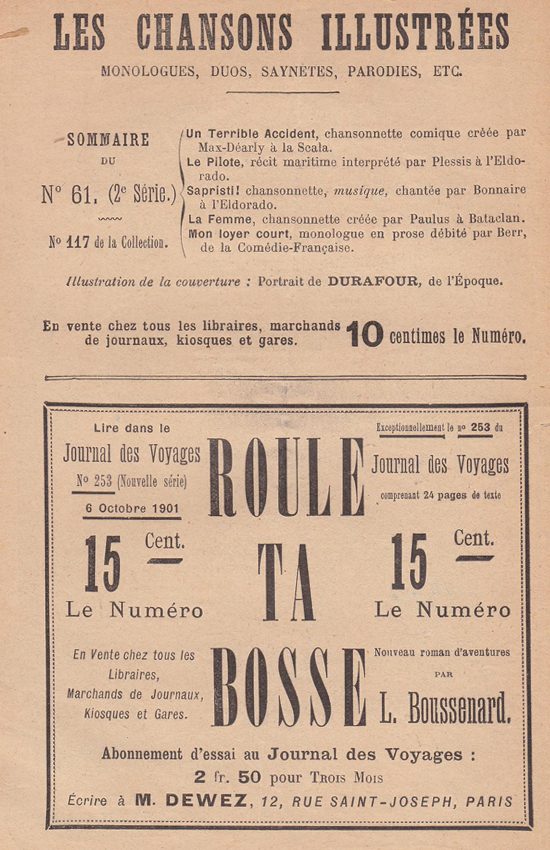 LES CHANSONS ILLUSTRÉES
MONOLOGUES, DUOS, SAYNETES, PARODIES, ETC.
SOMMAIRE
DU
N° 61. (2e Série.)
N° 117 de la Collection.
Un Terrible Accident, chansonnette comique créée par
Max-Déarly à la Scala.
Le Pilote, récit maritime interprété par Plessis à l'Eldo-
rado.
Sapristi! chansonnette, musique, chantée par Bonnaire
à l'Eldorado.
La Femme, chansonnette créée par Paulus à Bataclan.
Mon loyer court, monologue en prose débité par Berr,
de la Comédie-Française.
Illustration de la couverture : Portrait de DURAFOUR, de l'Époque.
En vente chez tous les libraires, marchands
de journaux, kiosques et gares.
10 centimes le Numéro.
Lire dans le
Journal des Voyages
N° 253 (Nouvelle série)
6 Octobre 1901
15 Cent.
Le Numéro
En Vente chez tous les
Libraires,
Marchands de Journaux,
Kiosques et Gares.
ROULE
TA
BOSSE
Exceptionnellement le n° 253 du
Journal des Voyages
comprenant 24 pages de texte
15 Cent.
Le Numéro
Nouveau roman d'aventures
PAR
L. Boussenard.
Abonnement d'essai au Journal des Voyages :
2 fr. 50 pour TROIS MOIS
Écrire à M. DEWEZ, 12, RUE SAINT-JOSEPH, PARIS